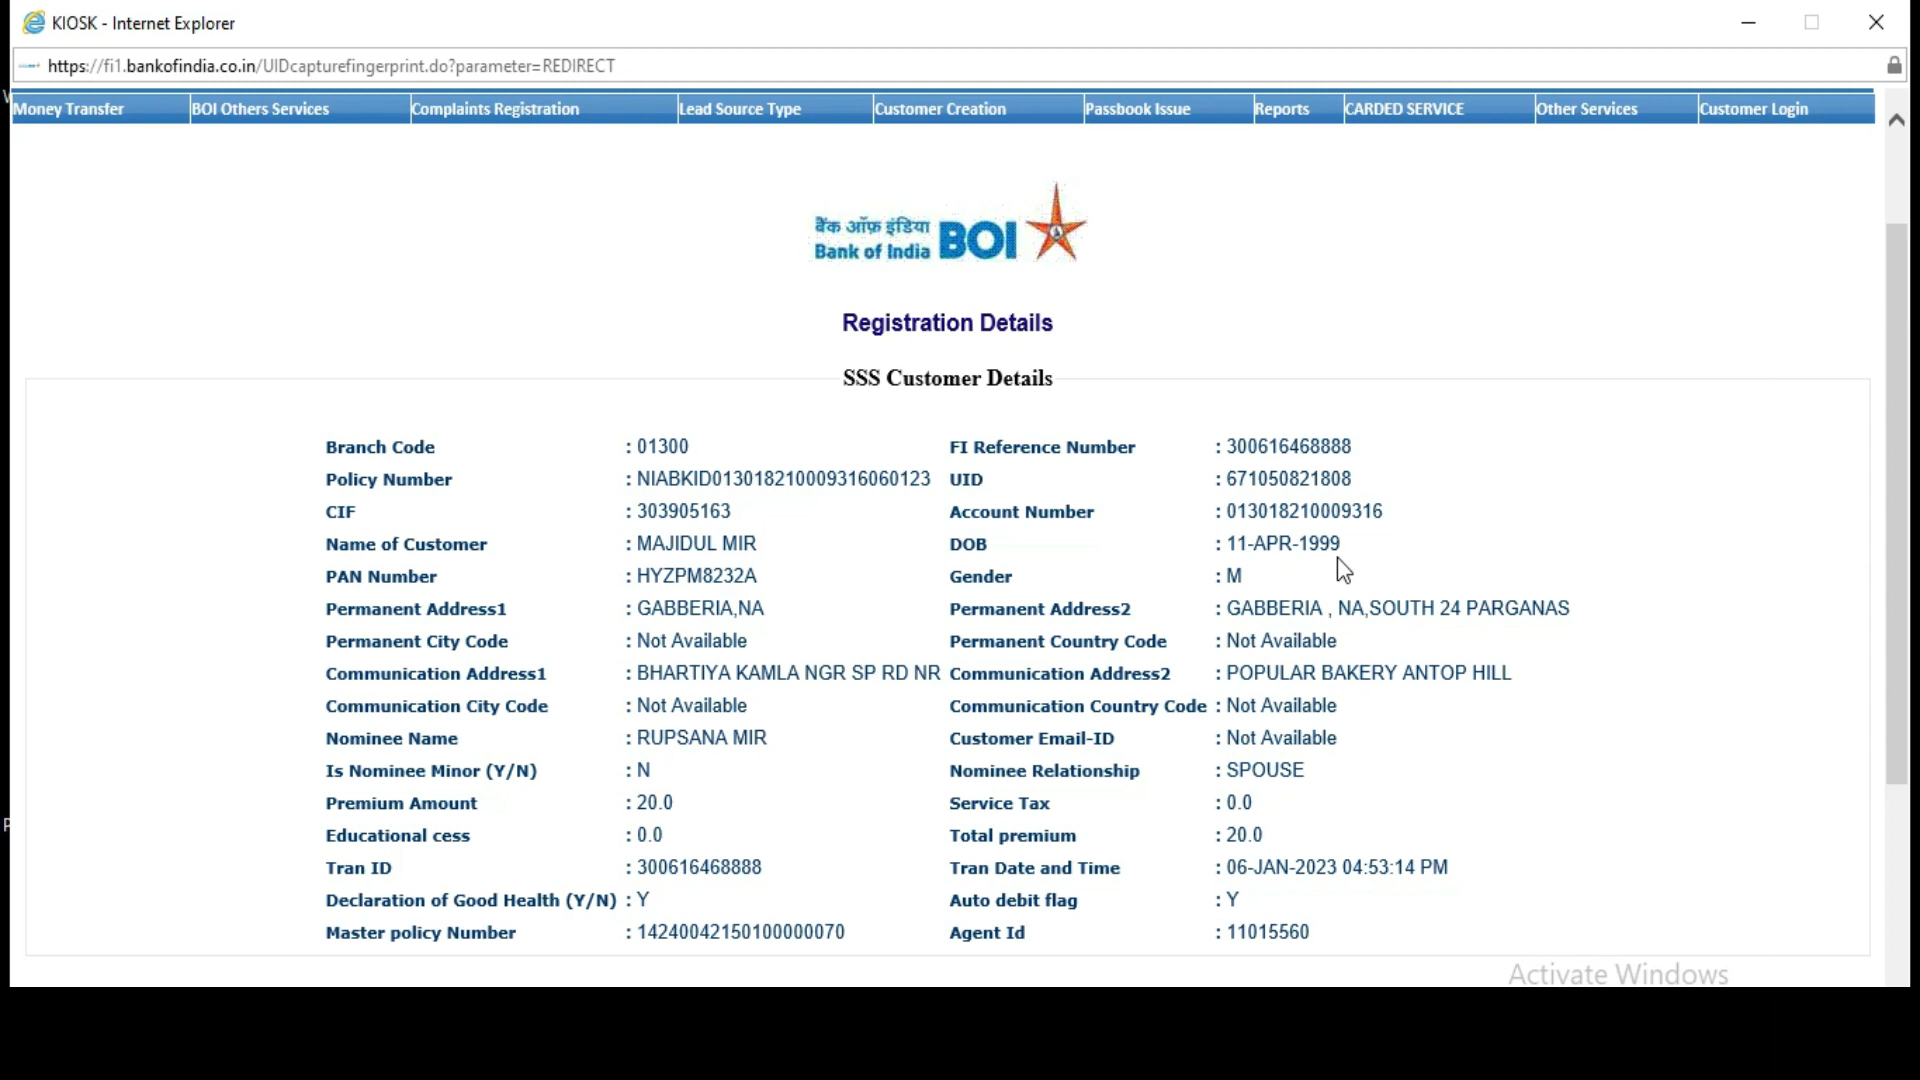 KIOSK - Internet Explorer
https://fi1.bankofindia.co.in/UIDcapturefingerprint.do?parameter=REDIRECT
Money Transfer BOI Others Services Complaints Registration Lead Source Type Customer Creation Passbook Issue Reports CARDED SERVICE Other Services Customer Login
बैंक ऑफ़ इंडिया
Bank of India BOI
Registration Details
SSS Customer Details
Branch Code : 01300 FI Reference Number : 300616468888
Policy Number : NIABKID013018210009316060123 UID : 671050821808
CIF : 303905163 Account Number : 013018210009316
Name of Customer : MAJIDUL MIR DOB : 11-APR-1999
PAN Number : HYZPM8232A Gender : M
Permanent Address1 : GABBERIA,NA Permanent Address2 : GABBERIA , NA,SOUTH 24 PARGANAS
Permanent City Code : Not Available Permanent Country Code : Not Available
Communication Address1 : BHARTIYA KAMLA NGR SP RD NR Communication Address2 : POPULAR BAKERY ANTOP HILL
Communication City Code : Not Available Communication Country Code : Not Available
Nominee Name : RUPSANA MIR Customer Email-ID : Not Available
Is Nominee Minor (Y/N) : N Nominee Relationship : SPOUSE
Premium Amount : 20.0 Service Tax : 0.0
Educational cess : 0.0 Total premium : 20.0
Tran ID : 300616468888 Tran Date and Time : 06-JAN-2023 04:53:14 PM
Declaration of Good Health (Y/N) : Y Auto debit flag : Y
Master policy Number : 14240042150100000070 Agent Id : 11015560
Activate Windows